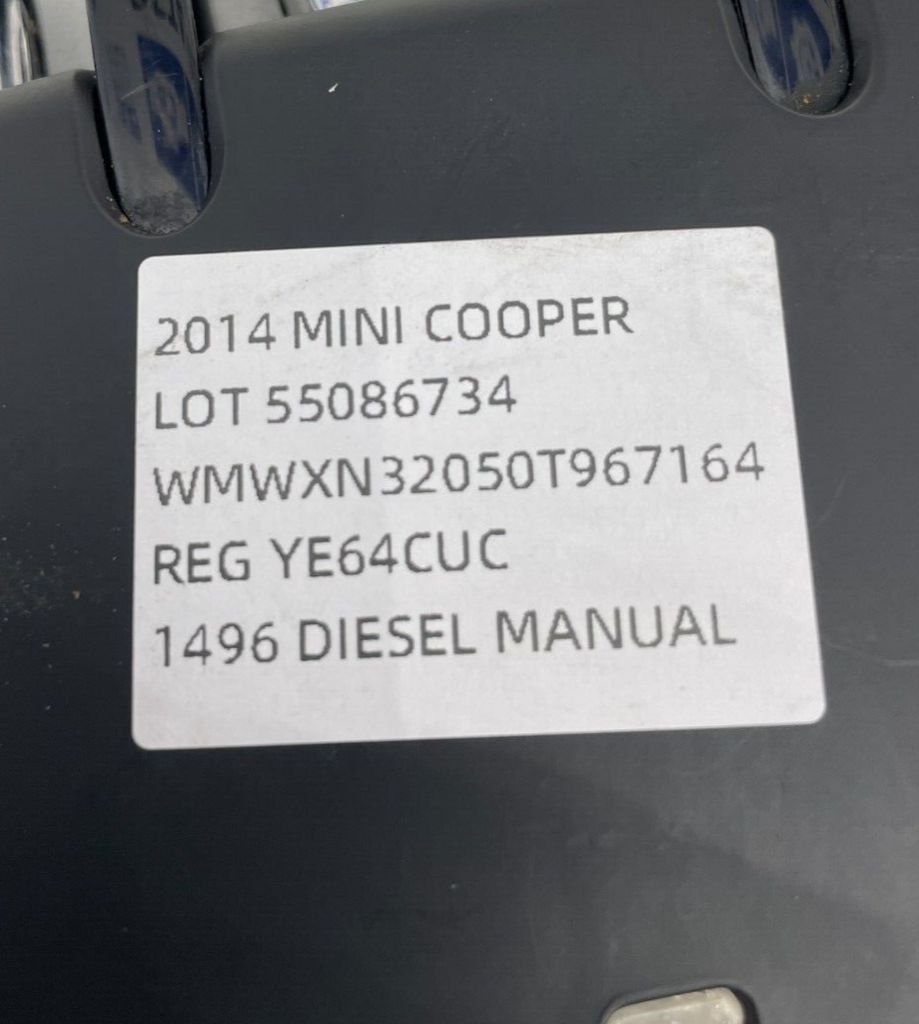 2014 MINI COOPER
LOT 55086734
WMWXN32050T967164
REG YE64CUC
1496 DIESEL MANUAL